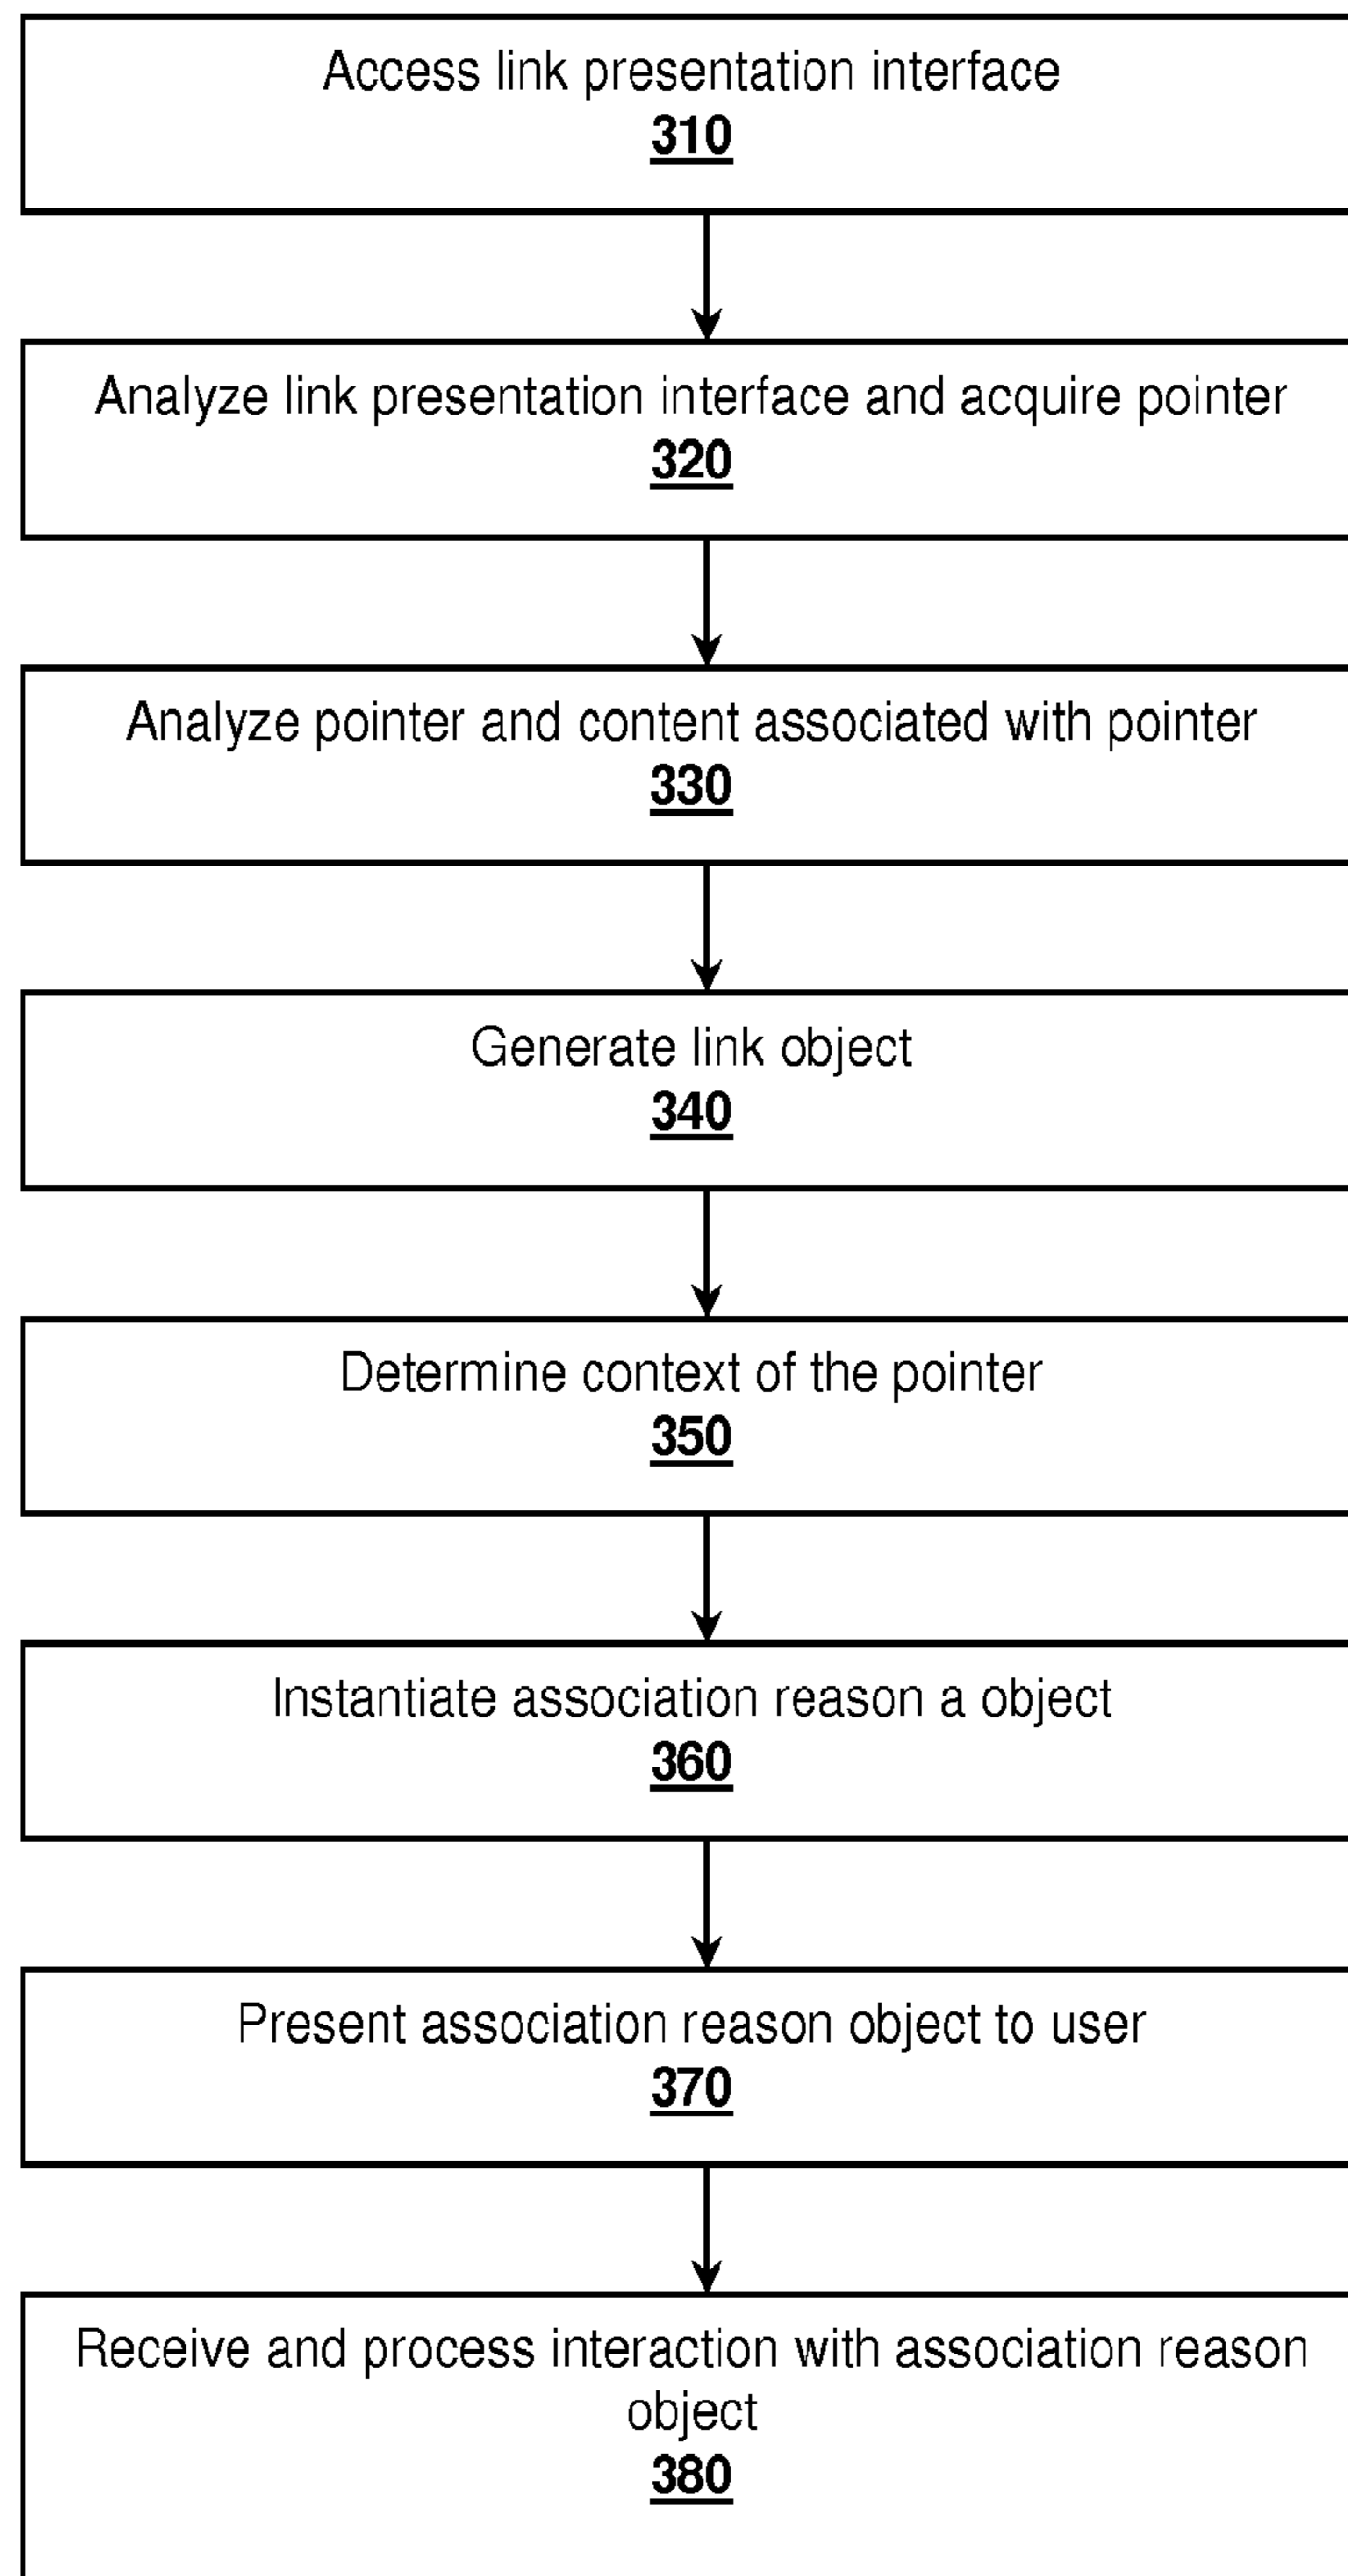 Access link presentation interface
310
Analyze link presentation interface and acquire pointer
320
Analyze pointer and content associated with pointer
330
Generate link object
340
Determine context of the pointer
350
Instantiate association reason a object
360
Present association reason object to user
370
Receive and process interaction with association reason
object
380